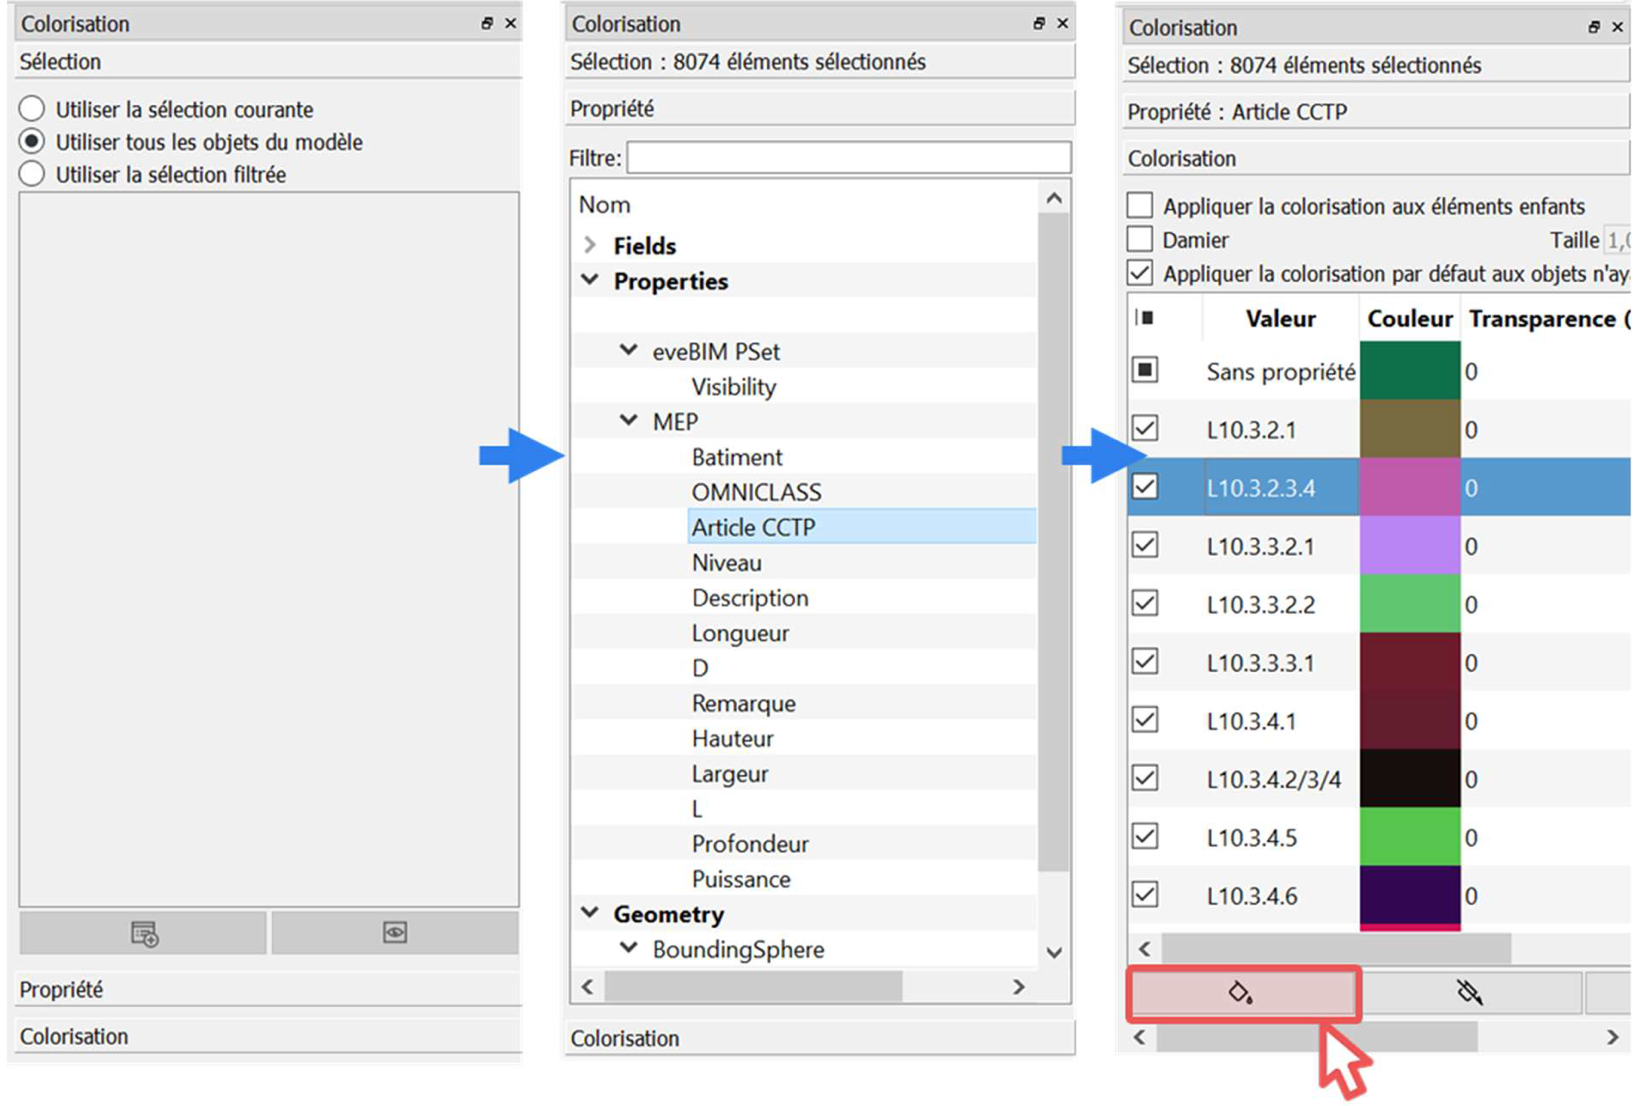 Colorisation
Sélection
Utiliser la sélection courante
Utiliser tous les objets du modèle
Utiliser la sélection filtrée
Propriété
Colorisation
Colorisation
Sélection : 8074 éléments sélectionnés
Propriété
Filtre:
Nom
Fields
Properties
eveBIM PSet
Visibility
MEP
Batiment
OMNICLASS
Article CCTP
Niveau
Description
Longueur
D
Remarque
Hauteur
Largeur
L
Profondeur
Puissance
Geometry
BoundingSphere
Colorisation
Colorisation
Sélection : 8074 éléments sélectionnés
Propriété : Article CCTP
Colorisation
Appliquer la colorisation aux éléments enfants
Damier Taille 1,0
Appliquer la colorisation par défaut aux objets n'ay
Valeur Couleur Transparence (
Sans propriété 0
L10.3.2.1 0
L10.3.2.3.4 0
L10.3.3.2.1 0
L10.3.3.2.2 0
L10.3.3.3.1 0
L10.3.4.1 0
L10.3.4.2/3/4 0
L10.3.4.5 0
L10.3.4.6 0